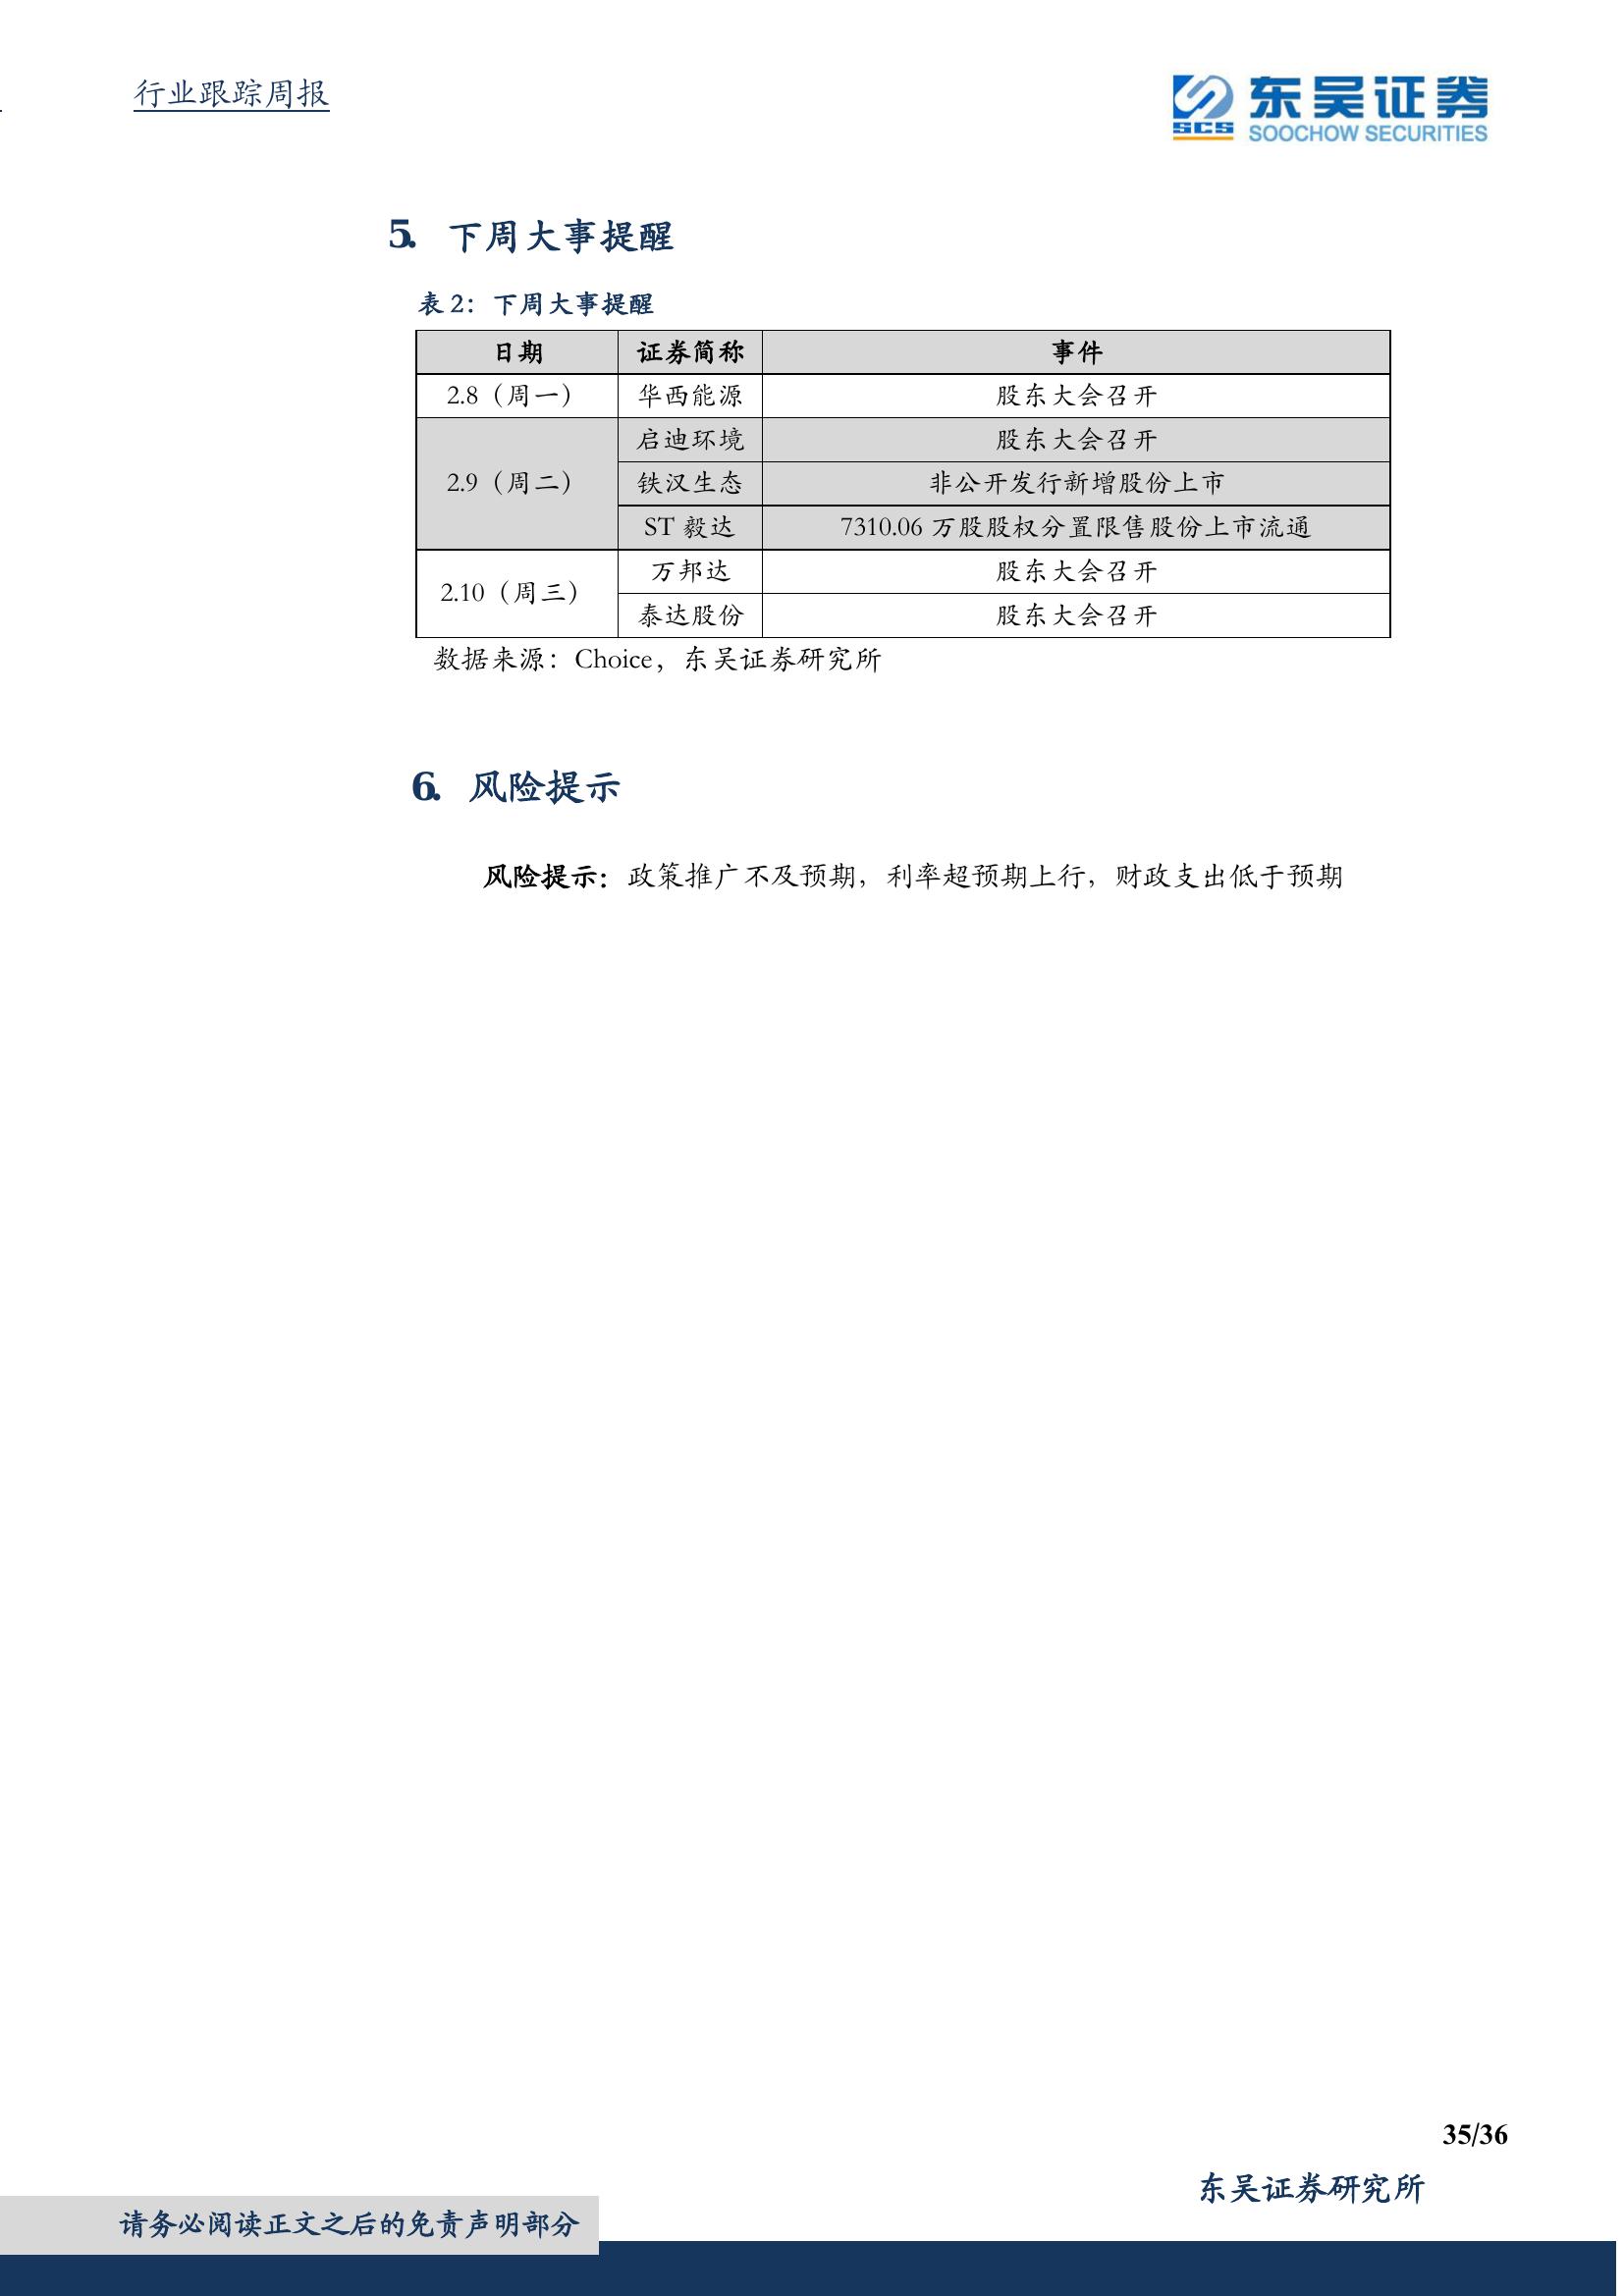 行业跟踪周报
东吴证券
SCS
SOOCHOW SECURITIES
5. 下周大事提醒
表 2：下周大事提醒
日期 证券简称 事件
2.8（周一） 华西能源 股东大会召开
2.9（周二） 启迪环境 股东大会召开
铁汉生态 非公开发行新增股份上市
ST 毅达 7310.06 万股股权分置限售股份上市流通
2.10（周三） 万邦达 股东大会召开
泰达股份 股东大会召开
数据来源：Choice，东吴证券研究所
6. 风险提示
风险提示：政策推广不及预期，利率超预期上行，财政支出低于预期
35/36
东吴证券研究所
请务必阅读正文之后的免责声明部分